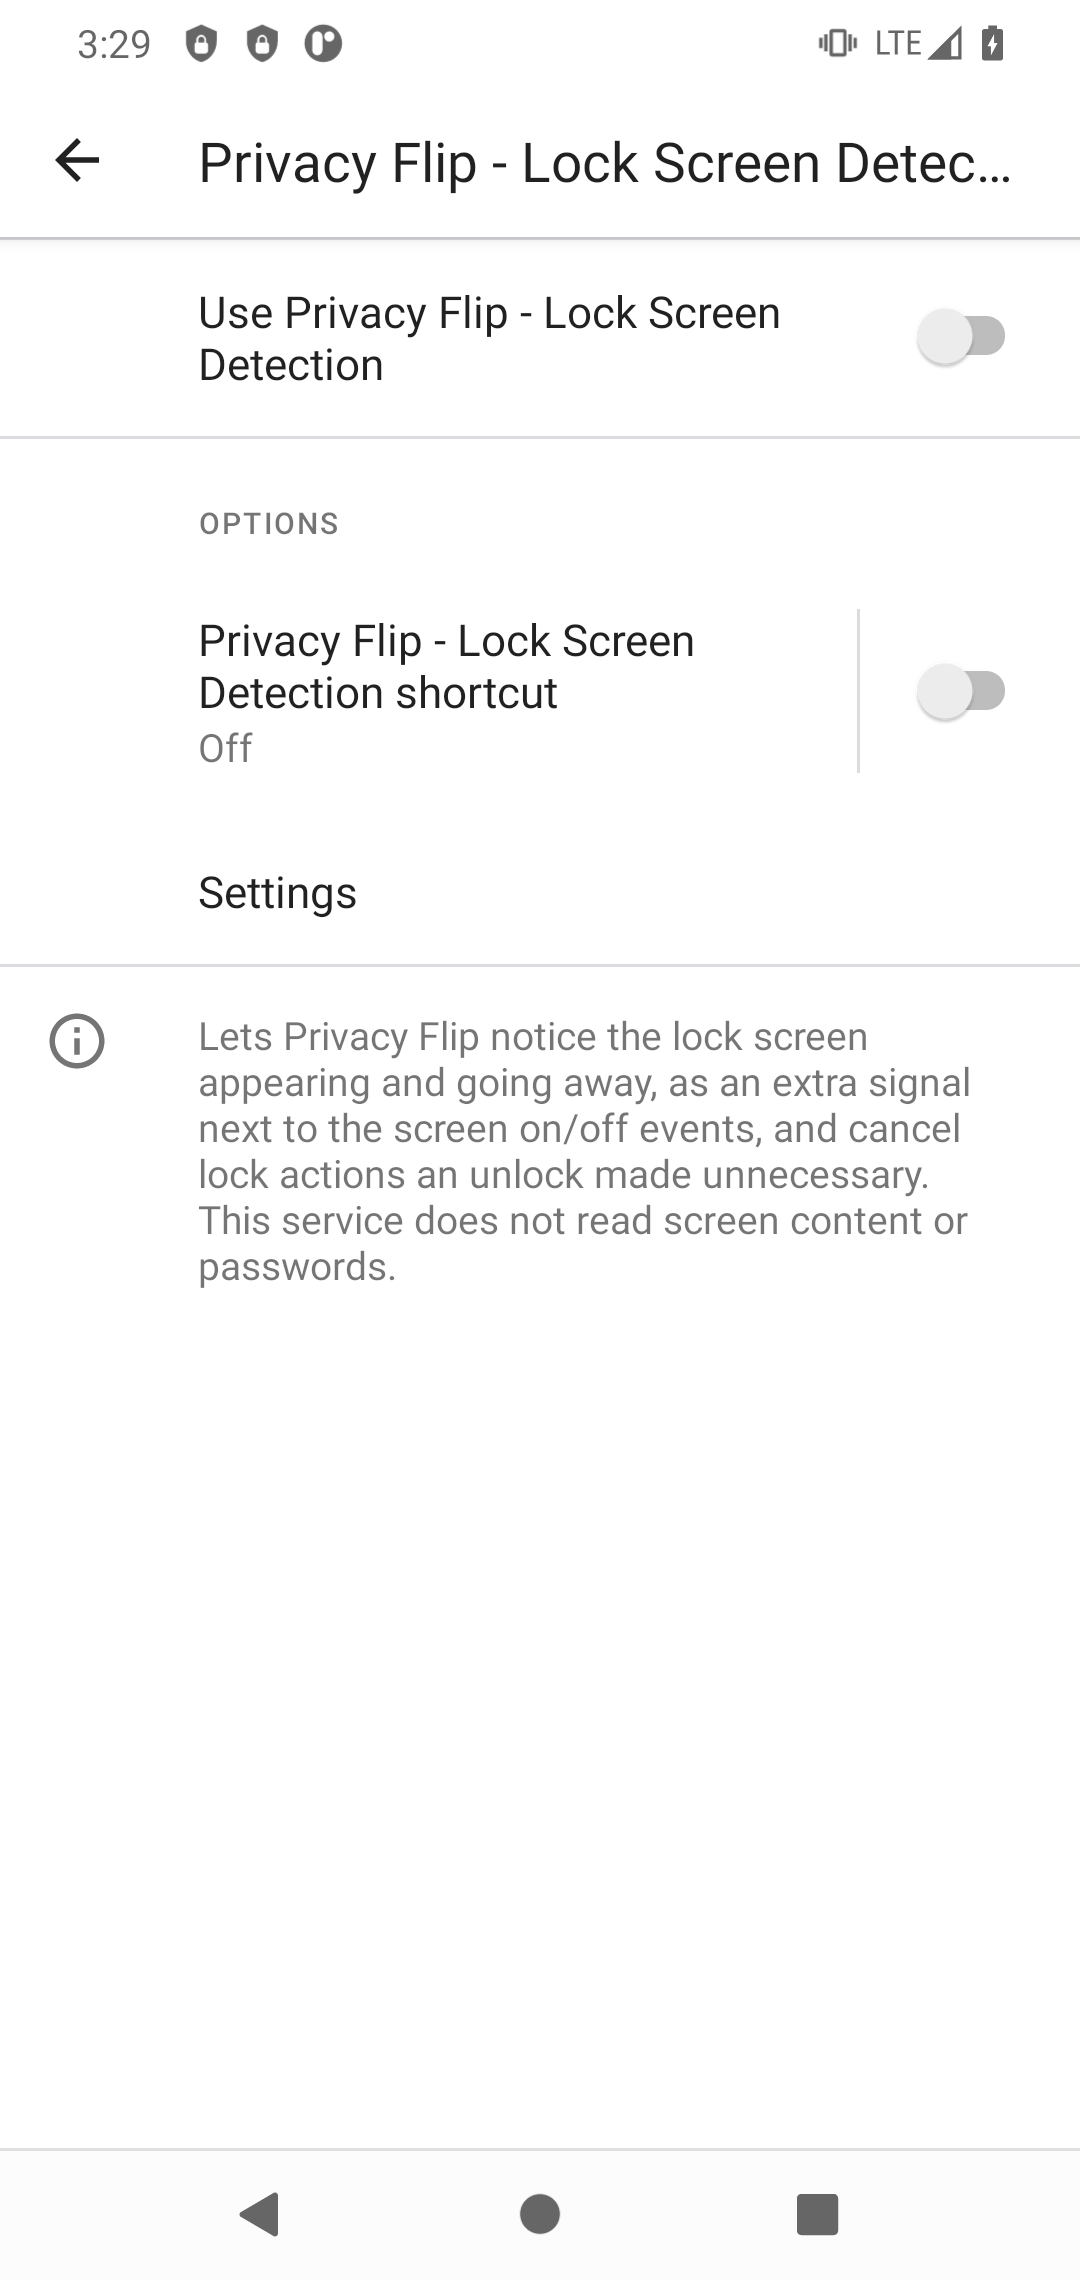 3:29
LTE
Privacy Flip - Lock Screen Detec...
Use Privacy Flip - Lock Screen
Detection
OPTIONS
Privacy Flip - Lock Screen
Detection shortcut
Off
Settings
Lets Privacy Flip notice the lock screen
appearing and going away, as an extra signal
next to the screen on/off events, and cancel
lock actions an unlock made unnecessary.
This service does not read screen content or
passwords.